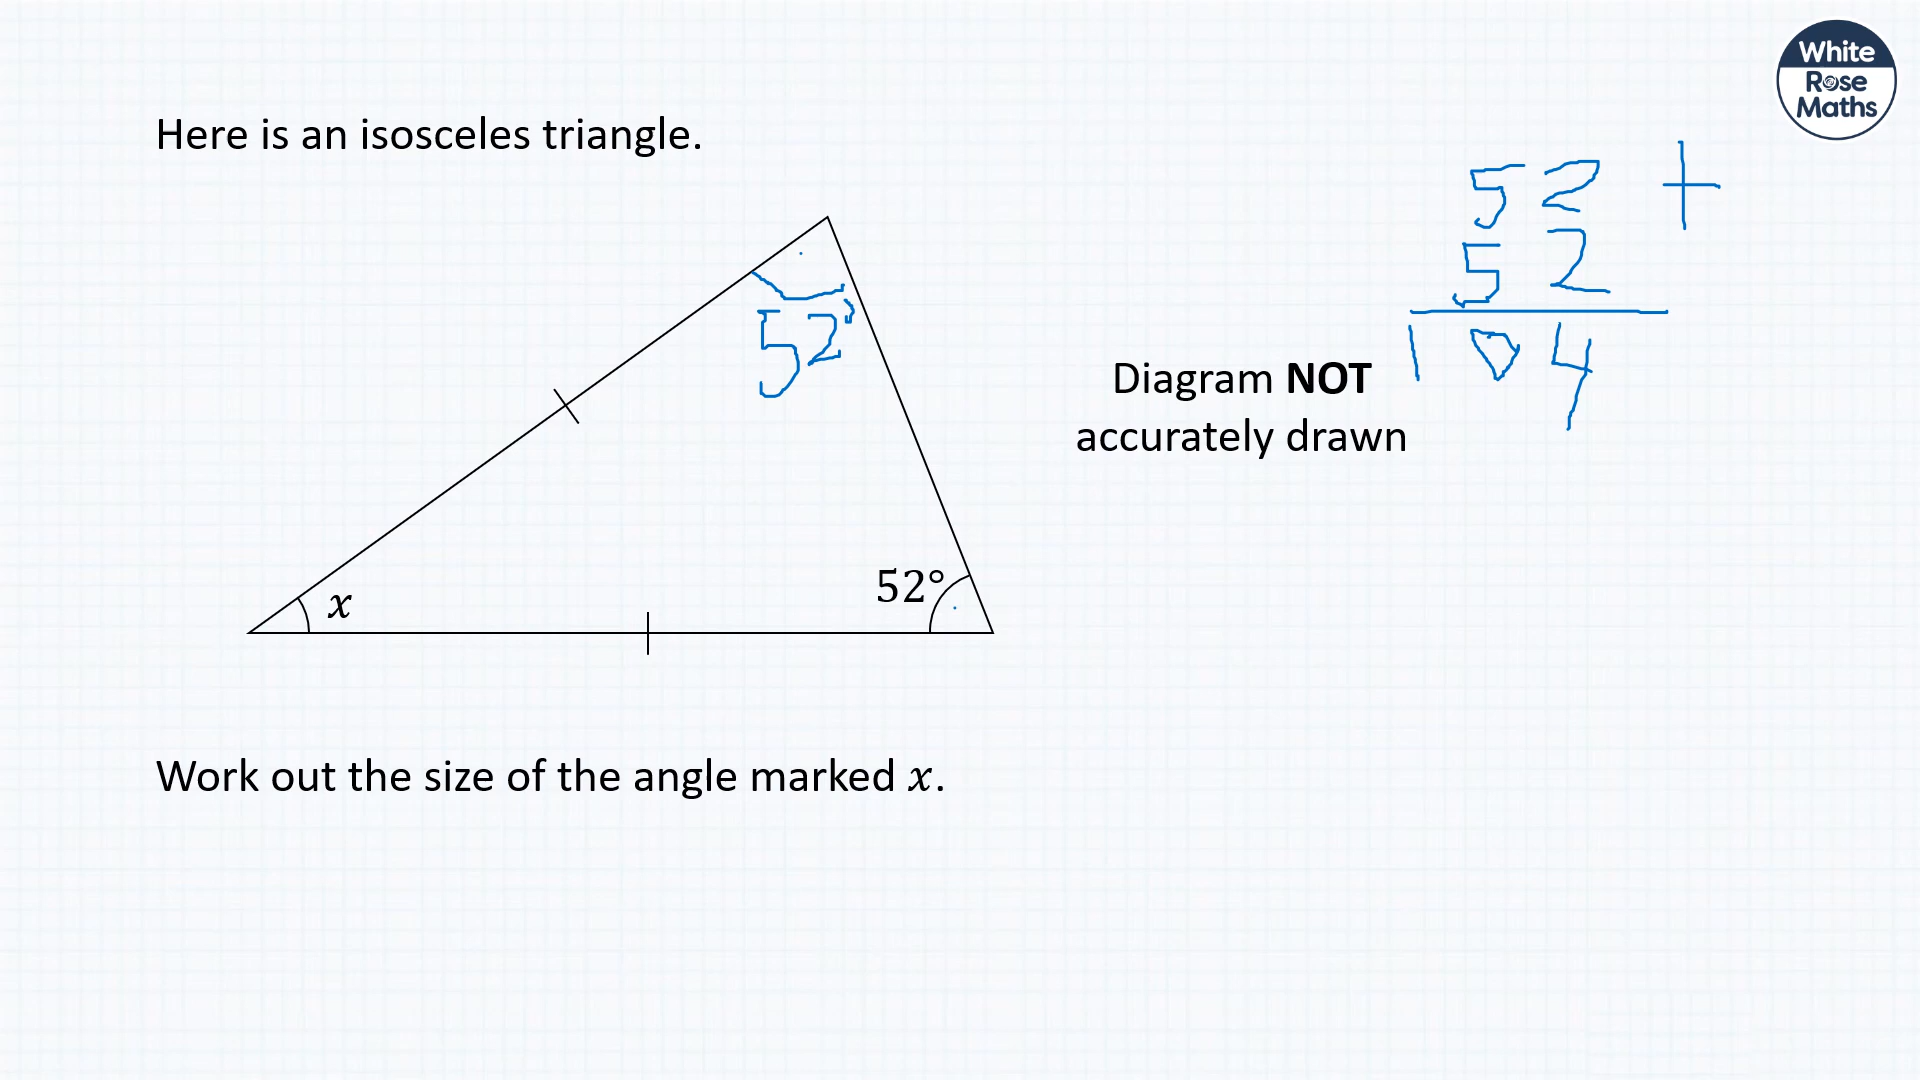 White
Rose
Maths
Here is an isosceles triangle.
52 +
52
104
52°
Diagram NOT
accurately drawn
x
52°
Work out the size of the angle marked x.